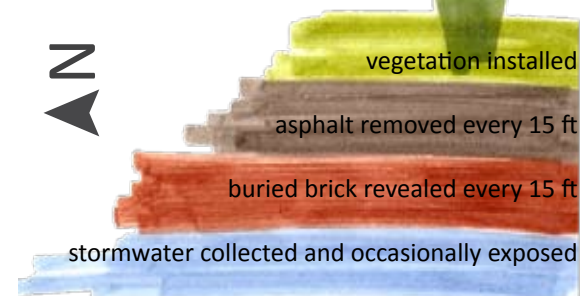 N
vegetation installed
asphalt removed every 15 ft
buried brick revealed every 15 ft
stormwater collected and occasionally exposed